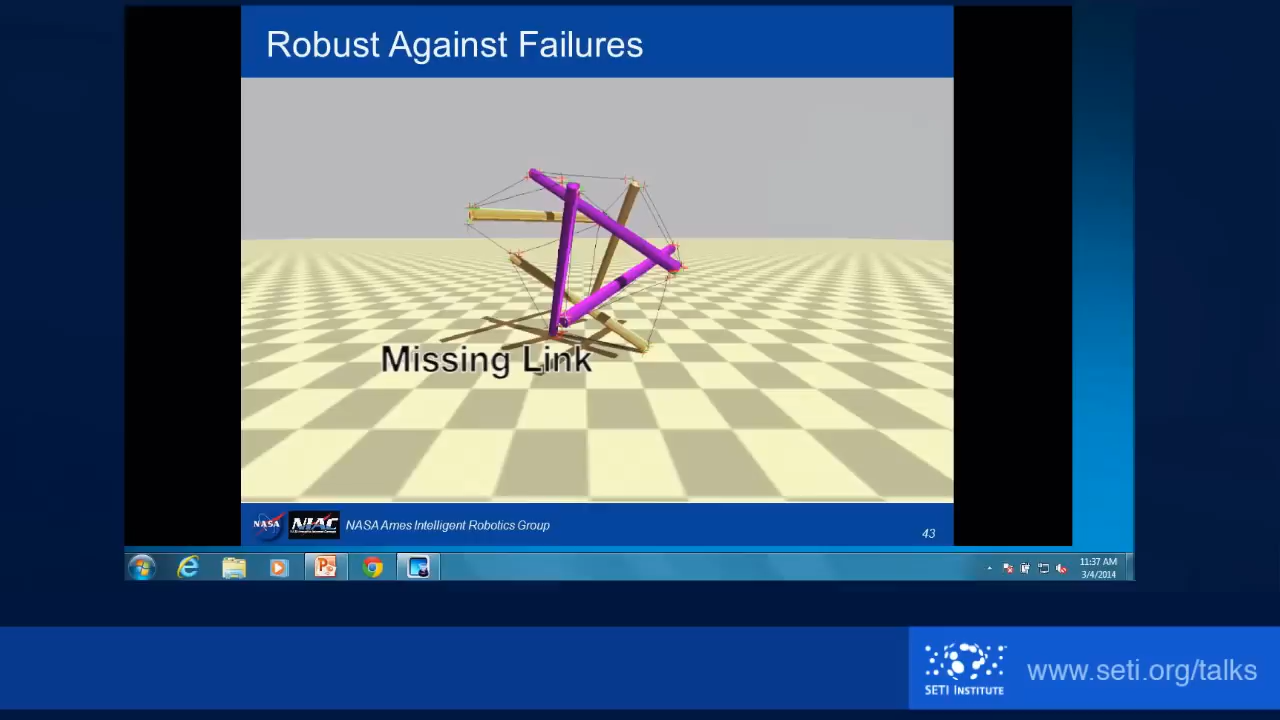 Robust Against Failures
Missing Link
NASA
NIAC
NASA Ames Intelligent Robotics Group
43
11:37 AM
3/4/2014
SETI INSTITUTE
www.seti.org/talks